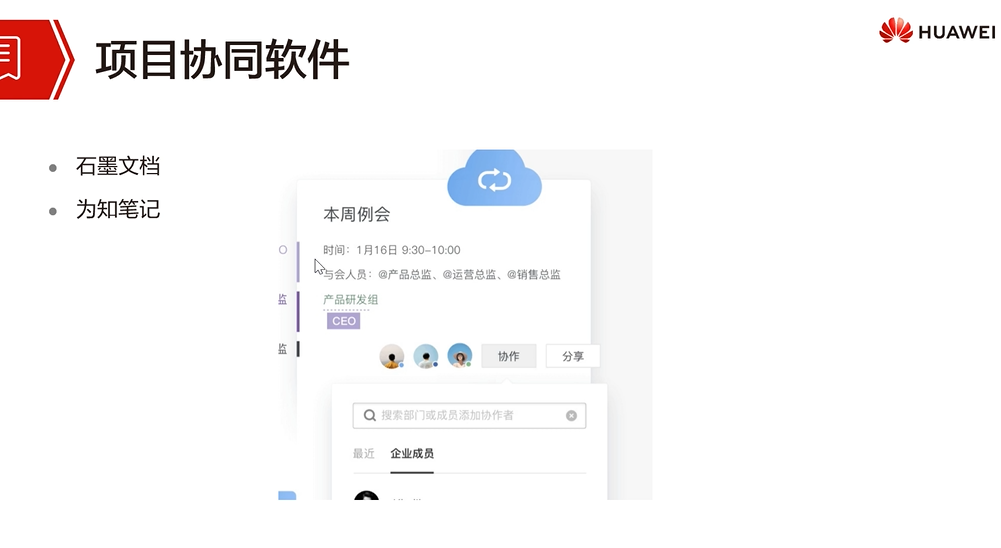 HUAWEI
项目协同软件
石墨文档
为知笔记
本周例会
时间：1月16日 9:30-10:00
与会人员：@产品总监、@运营总监、@销售总监
产品研发组
CEO
监
监
协作
分享
搜索部门或成员添加协作者
最近
企业成员